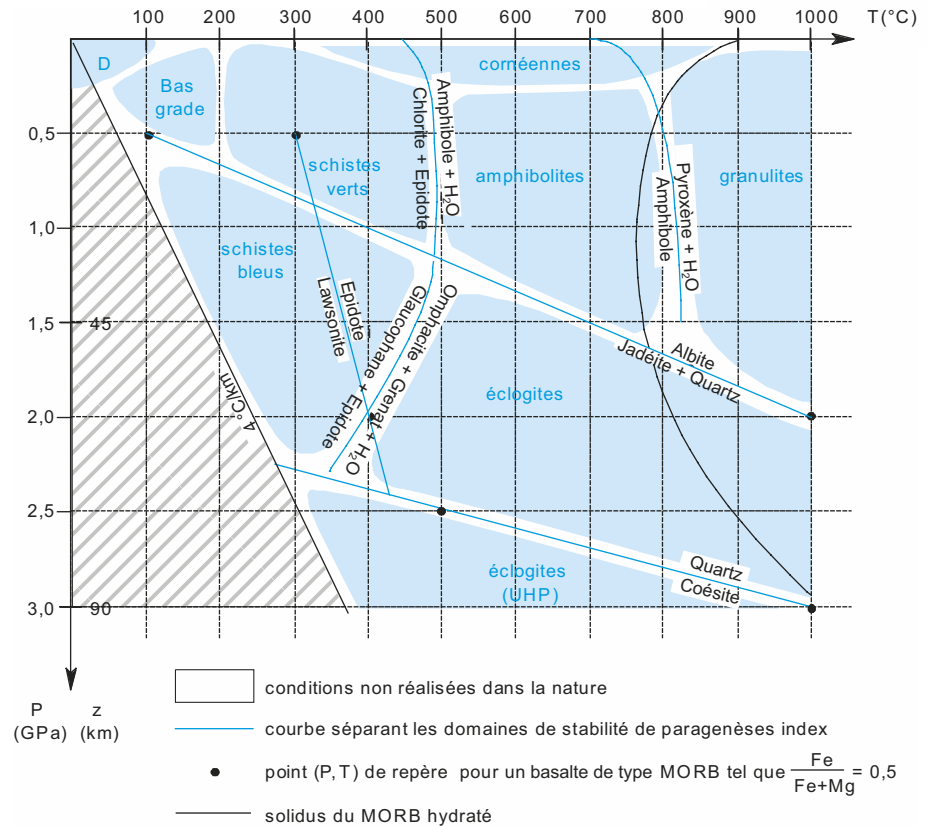 100 200 300 400 500 600 700 800 900 1000 T(°C)
D
cornéennes
Bas
grade
0,5
schistes
verts
Chlorite + Epidote
Amphibole + H2O
amphibolites
Amphibole
Pyroxène + H2O
granulites
1,0
schistes
bleus
Lawsonite
Epidote
Glaucophane + Epidote
Omphacite + Grenat + H2O
1,5 45
Albite
Jadéite + Quartz
4°C/km
éclogites
2,0
2,5
Quartz
Coésite
éclogites
(UHP)
3,0 90
P z
(GPa) (km)
conditions non réalisées dans la nature
courbe séparant les domaines de stabilité de paragenèses index
point (P,T) de repère pour un basalte de type MORB tel que Fe/Fe+Mg = 0,5
solidus du MORB hydraté